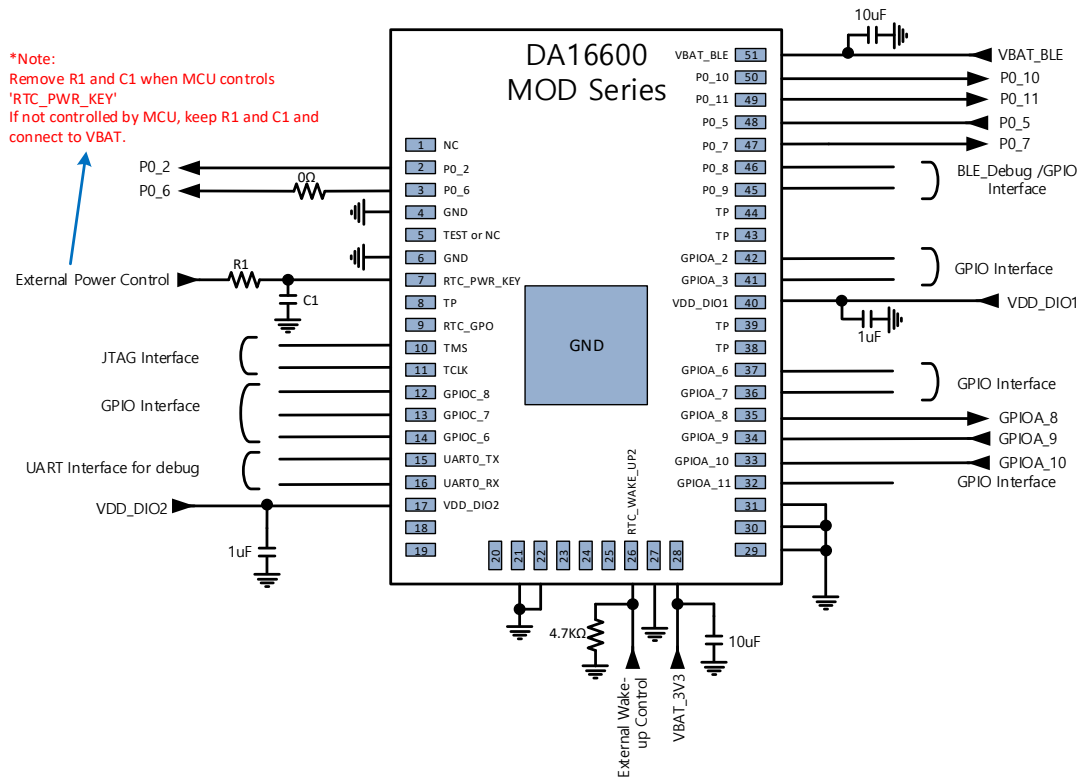 *Note:
Remove R1 and C1 when MCU controls
'RTC_PWR_KEY'
If not controlled by MCU, keep R1 and C1 and
connect to VBAT.
DA16600
MOD Series
GND
P0_2
P0_6
0Ω
External Power Control
R1
C1
JTAG Interface
GPIO Interface
UART Interface for debug
VDD_DIO2
1uF
1 NC
2 P0_2
3 P0_6
4 GND
5 TEST or NC
6 GND
7 RTC_PWR_KEY
8 TP
9 RTC_GPO
10 TMS
11 TCLK
12 GPIOC_8
13 GPIOC_7
14 GPIOC_6
15 UART0_TX
16 UART0_RX
17 VDD_DIO2
18
19
20
21
22
23
24
25
RTC_WAKE_UP2 26
27
28
4.7KΩ
10uF
External Wake-
up Control
VBAT_3V3
VBAT_BLE 51
P0_10 50
P0_11 49
P0_5 48
P0_7 47
P0_8 46
P0_9 45
TP 44
TP 43
GPIOA_2 42
GPIOA_3 41
VDD_DIO1 40
TP 39
TP 38
GPIOA_6 37
GPIOA_7 36
GPIOA_8 35
GPIOA_9 34
GPIOA_10 33
GPIOA_11 32
31
30
29
10uF
VBAT_BLE
P0_10
P0_11
P0_5
P0_7
BLE_Debug /GPIO
Interface
GPIO Interface
VDD_DIO1
1uF
GPIO Interface
GPIOA_8
GPIOA_9
GPIOA_10
GPIO Interface